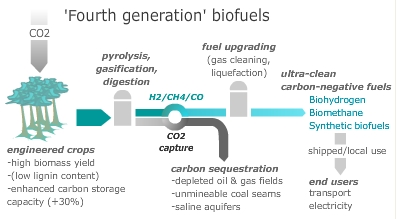 'Fourth generation' biofuels
CO2
pyrolysis,
gasification,
digestion
fuel upgrading
(gas cleaning,
liquefaction)
ultra-clean
carbon-negative fuels
H2/CH4/CO
Biohydrogen
Biomethane
Synthetic biofuels
CO2
capture
shipped/local use
engineered crops
-high biomass yield
-(low lignin content)
-enhanced carbon storage
capacity (+30%)
carbon sequestration
-depleted oil & gas fields
-unmineable coal seams
-saline aquifers
end users
transport
electricity